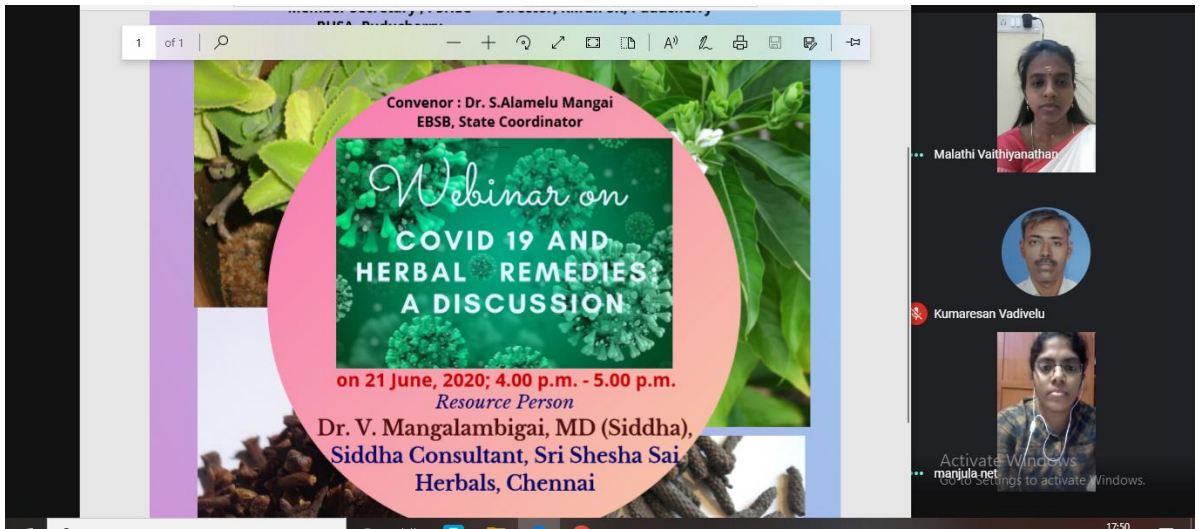 1 of 1
Convenor : Dr. S.Alamelu Mangai
EBSB, State Coordinator
Webinar on
COVID 19 AND
HERBAL REMEDIES:
A DISCUSSION
on 21 June, 2020; 4.00 p.m. - 5.00 p.m.
Resource Person
Dr. V. Mangalambigai, MD (Siddha),
Siddha Consultant, Sri Shesha Sai
Herbals, Chennai
Malathi Vaithiyanathan
Kumaresan Vadivelu
manjula net
Activate Windows
Go to Settings to activate Windows.
17:50